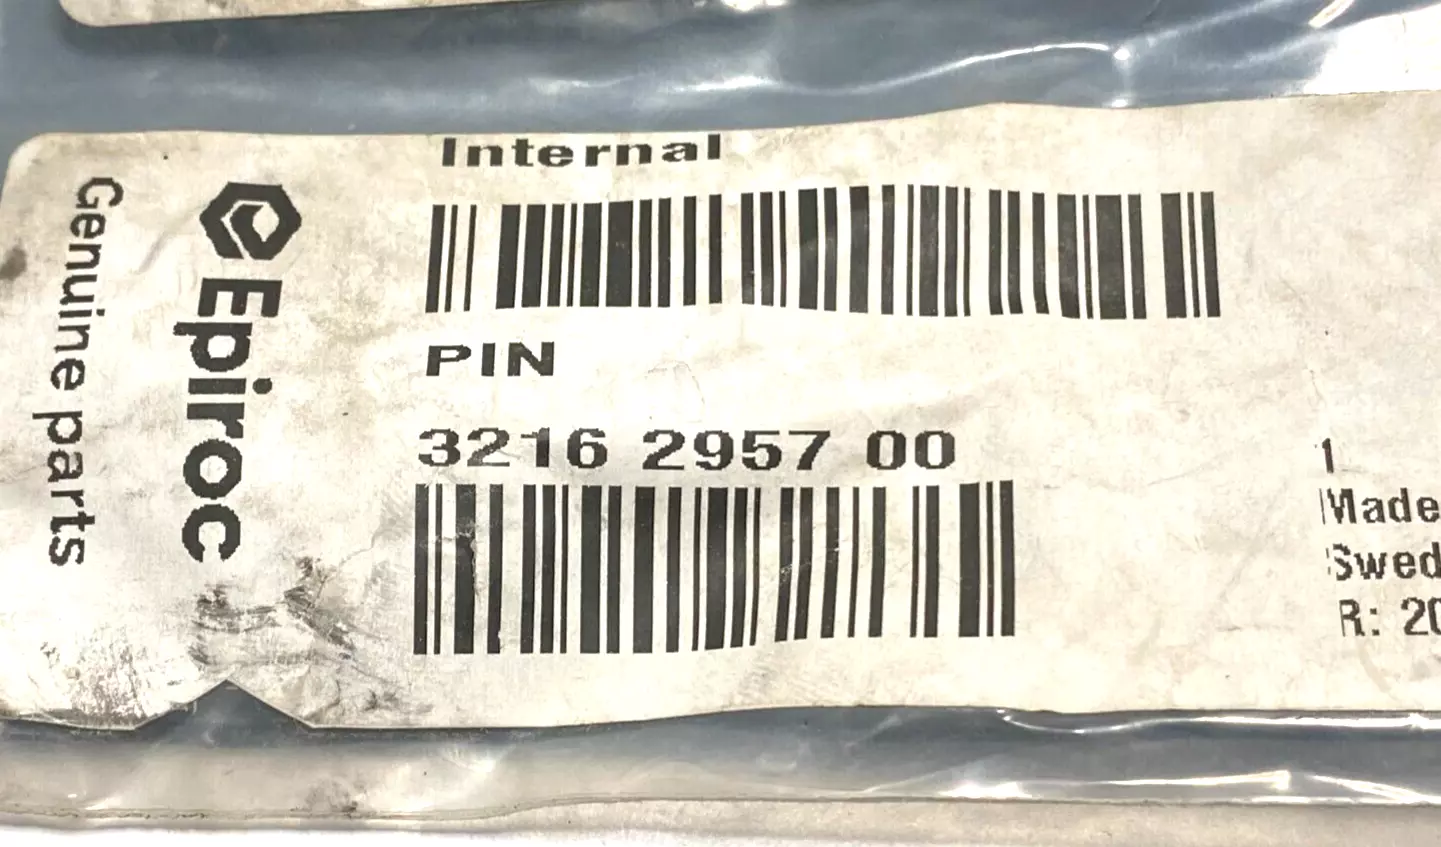 Internal
Genuine parts
Epiroc
PIN
3216 2957 00
1
Made
Swed
R: 20